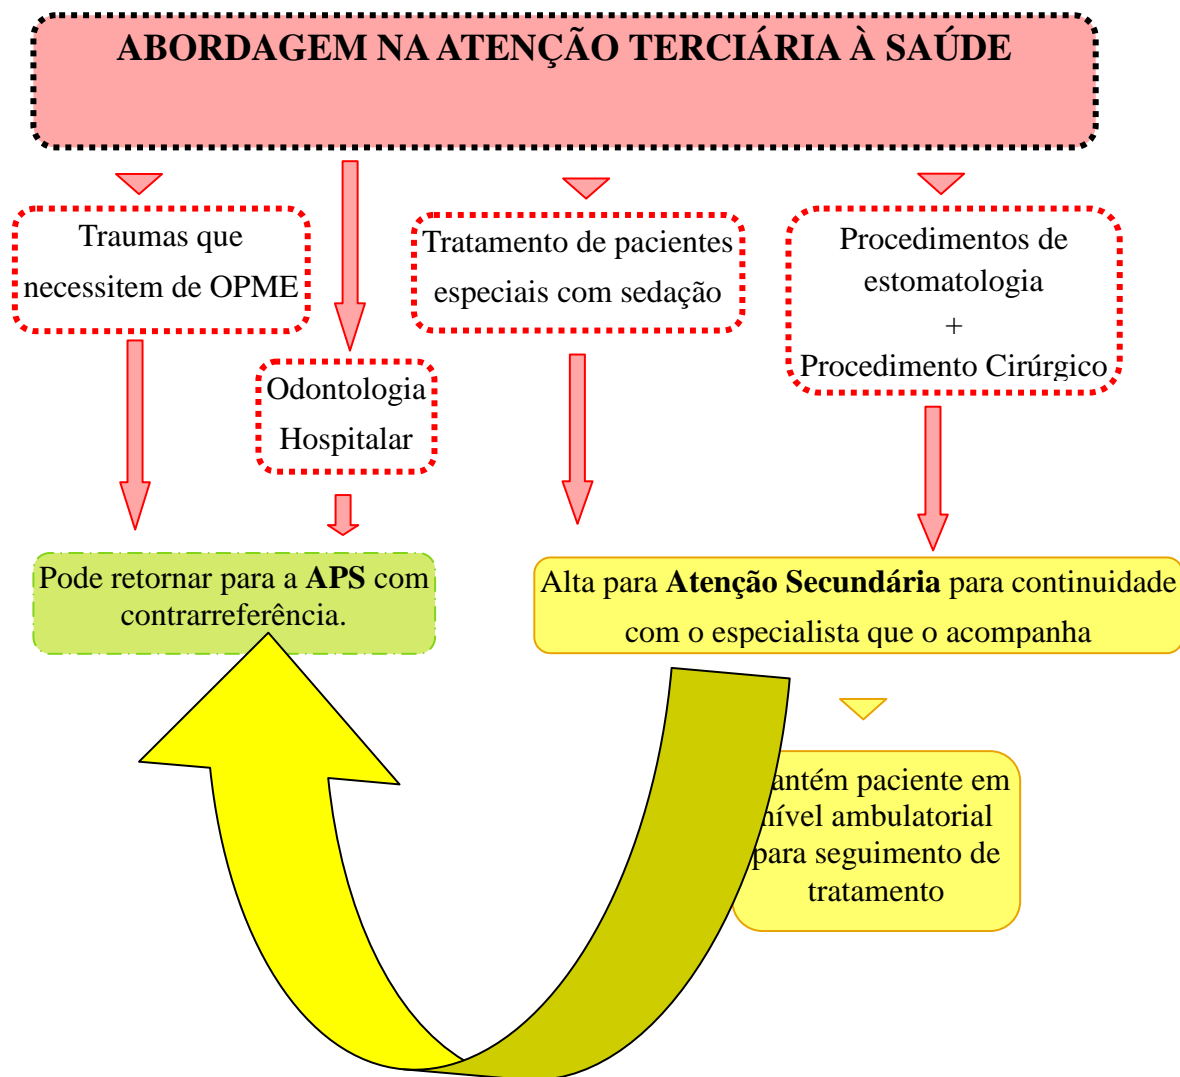 ABORDAGEM NA ATENÇÃO TERCIÁRIA À SAÚDE
Traumas que
necessitem de OPME
Odontologia
Hospitalar
Tratamento de pacientes
especiais com sedação
Procedimentos de
estomatologia
+
Procedimento Cirúrgico
Pode retornar para a APS com
contrarreferência.
Alta para Atenção Secundária para continuidade
com o especialista que o acompanha
antém paciente em
nível ambulatorial
para seguimento de
tratamento